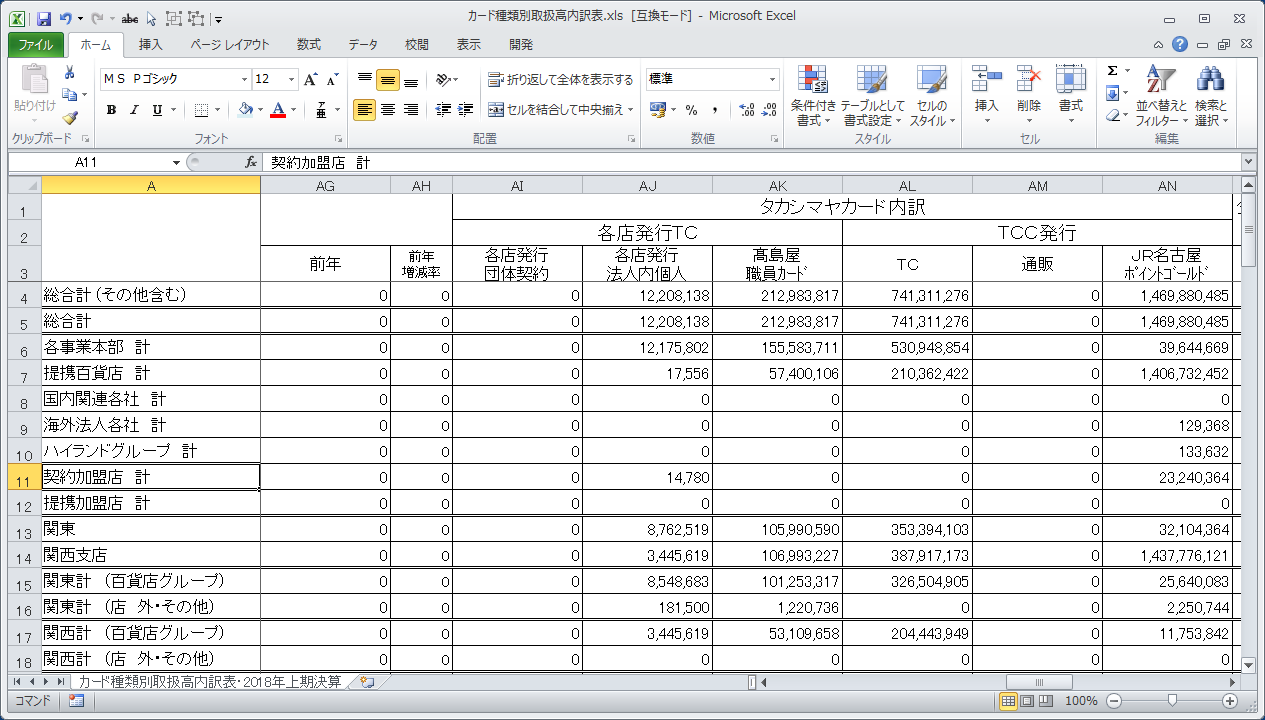 カード種類別取扱高内訳表.xls [互換モード] - Microsoft Excel
ファイル ホーム 挿入 ページ レイアウト 数式 データ 校閲 表示 開発
ＭＳ Ｐゴシック 12 折り返して全体を表示する 標準
貼り付け B I U セルを結合して中央揃え % , 条件付き書式 テーブルとして書式設定 セルのスタイル 挿入 削除 書式 並べ替えとフィルター 検索と選択
クリップボード フォント 配置 数値 スタイル セル 編集
A11 fx 契約加盟店 計
A AG AH AI AJ AK AL AM AN
1 タカシマヤカード内訳
2 各店発行TC TCC発行
3 前年 前年増減率 各店発行団体契約 各店発行法人内個人 髙島屋職員ｶｰﾄﾞ TC 通販 JR名古屋ﾎﾟｲﾝﾄｺﾞｰﾙﾄﾞ
4 総合計（その他含む） 0 0 0 12,208,138 212,983,817 741,311,276 0 1,469,880,485
5 総合計 0 0 0 12,208,138 212,983,817 741,311,276 0 1,469,880,485
6 各事業本部 計 0 0 0 12,175,802 155,583,711 530,948,854 0 39,644,669
7 提携百貨店 計 0 0 0 17,556 57,400,106 210,362,422 0 1,406,732,452
8 国内関連各社 計 0 0 0 0 0 0 0 0
9 海外法人各社 計 0 0 0 0 0 0 0 129,368
10 ハイランドグループ 計 0 0 0 0 0 0 0 133,632
11 契約加盟店 計 0 0 0 14,780 0 0 0 23,240,364
12 提携加盟店 計 0 0 0 0 0 0 0 0
13 関東 0 0 0 8,762,519 105,990,590 353,394,103 0 32,104,364
14 関西支店 0 0 0 3,445,619 106,993,227 387,917,173 0 1,437,776,121
15 関東計 （百貨店グループ） 0 0 0 8,548,683 101,253,317 326,504,905 0 25,640,083
16 関東計 （店 外・その他） 0 0 0 181,500 1,220,736 0 0 2,250,744
17 関西計 （百貨店グループ） 0 0 0 3,445,619 53,109,658 204,443,949 0 11,753,842
18 関西計 （店 外・その他） 0 0 0 0 0 0 0 0
カード種類別取扱高内訳表・2018年上期決算
コマンド 100%